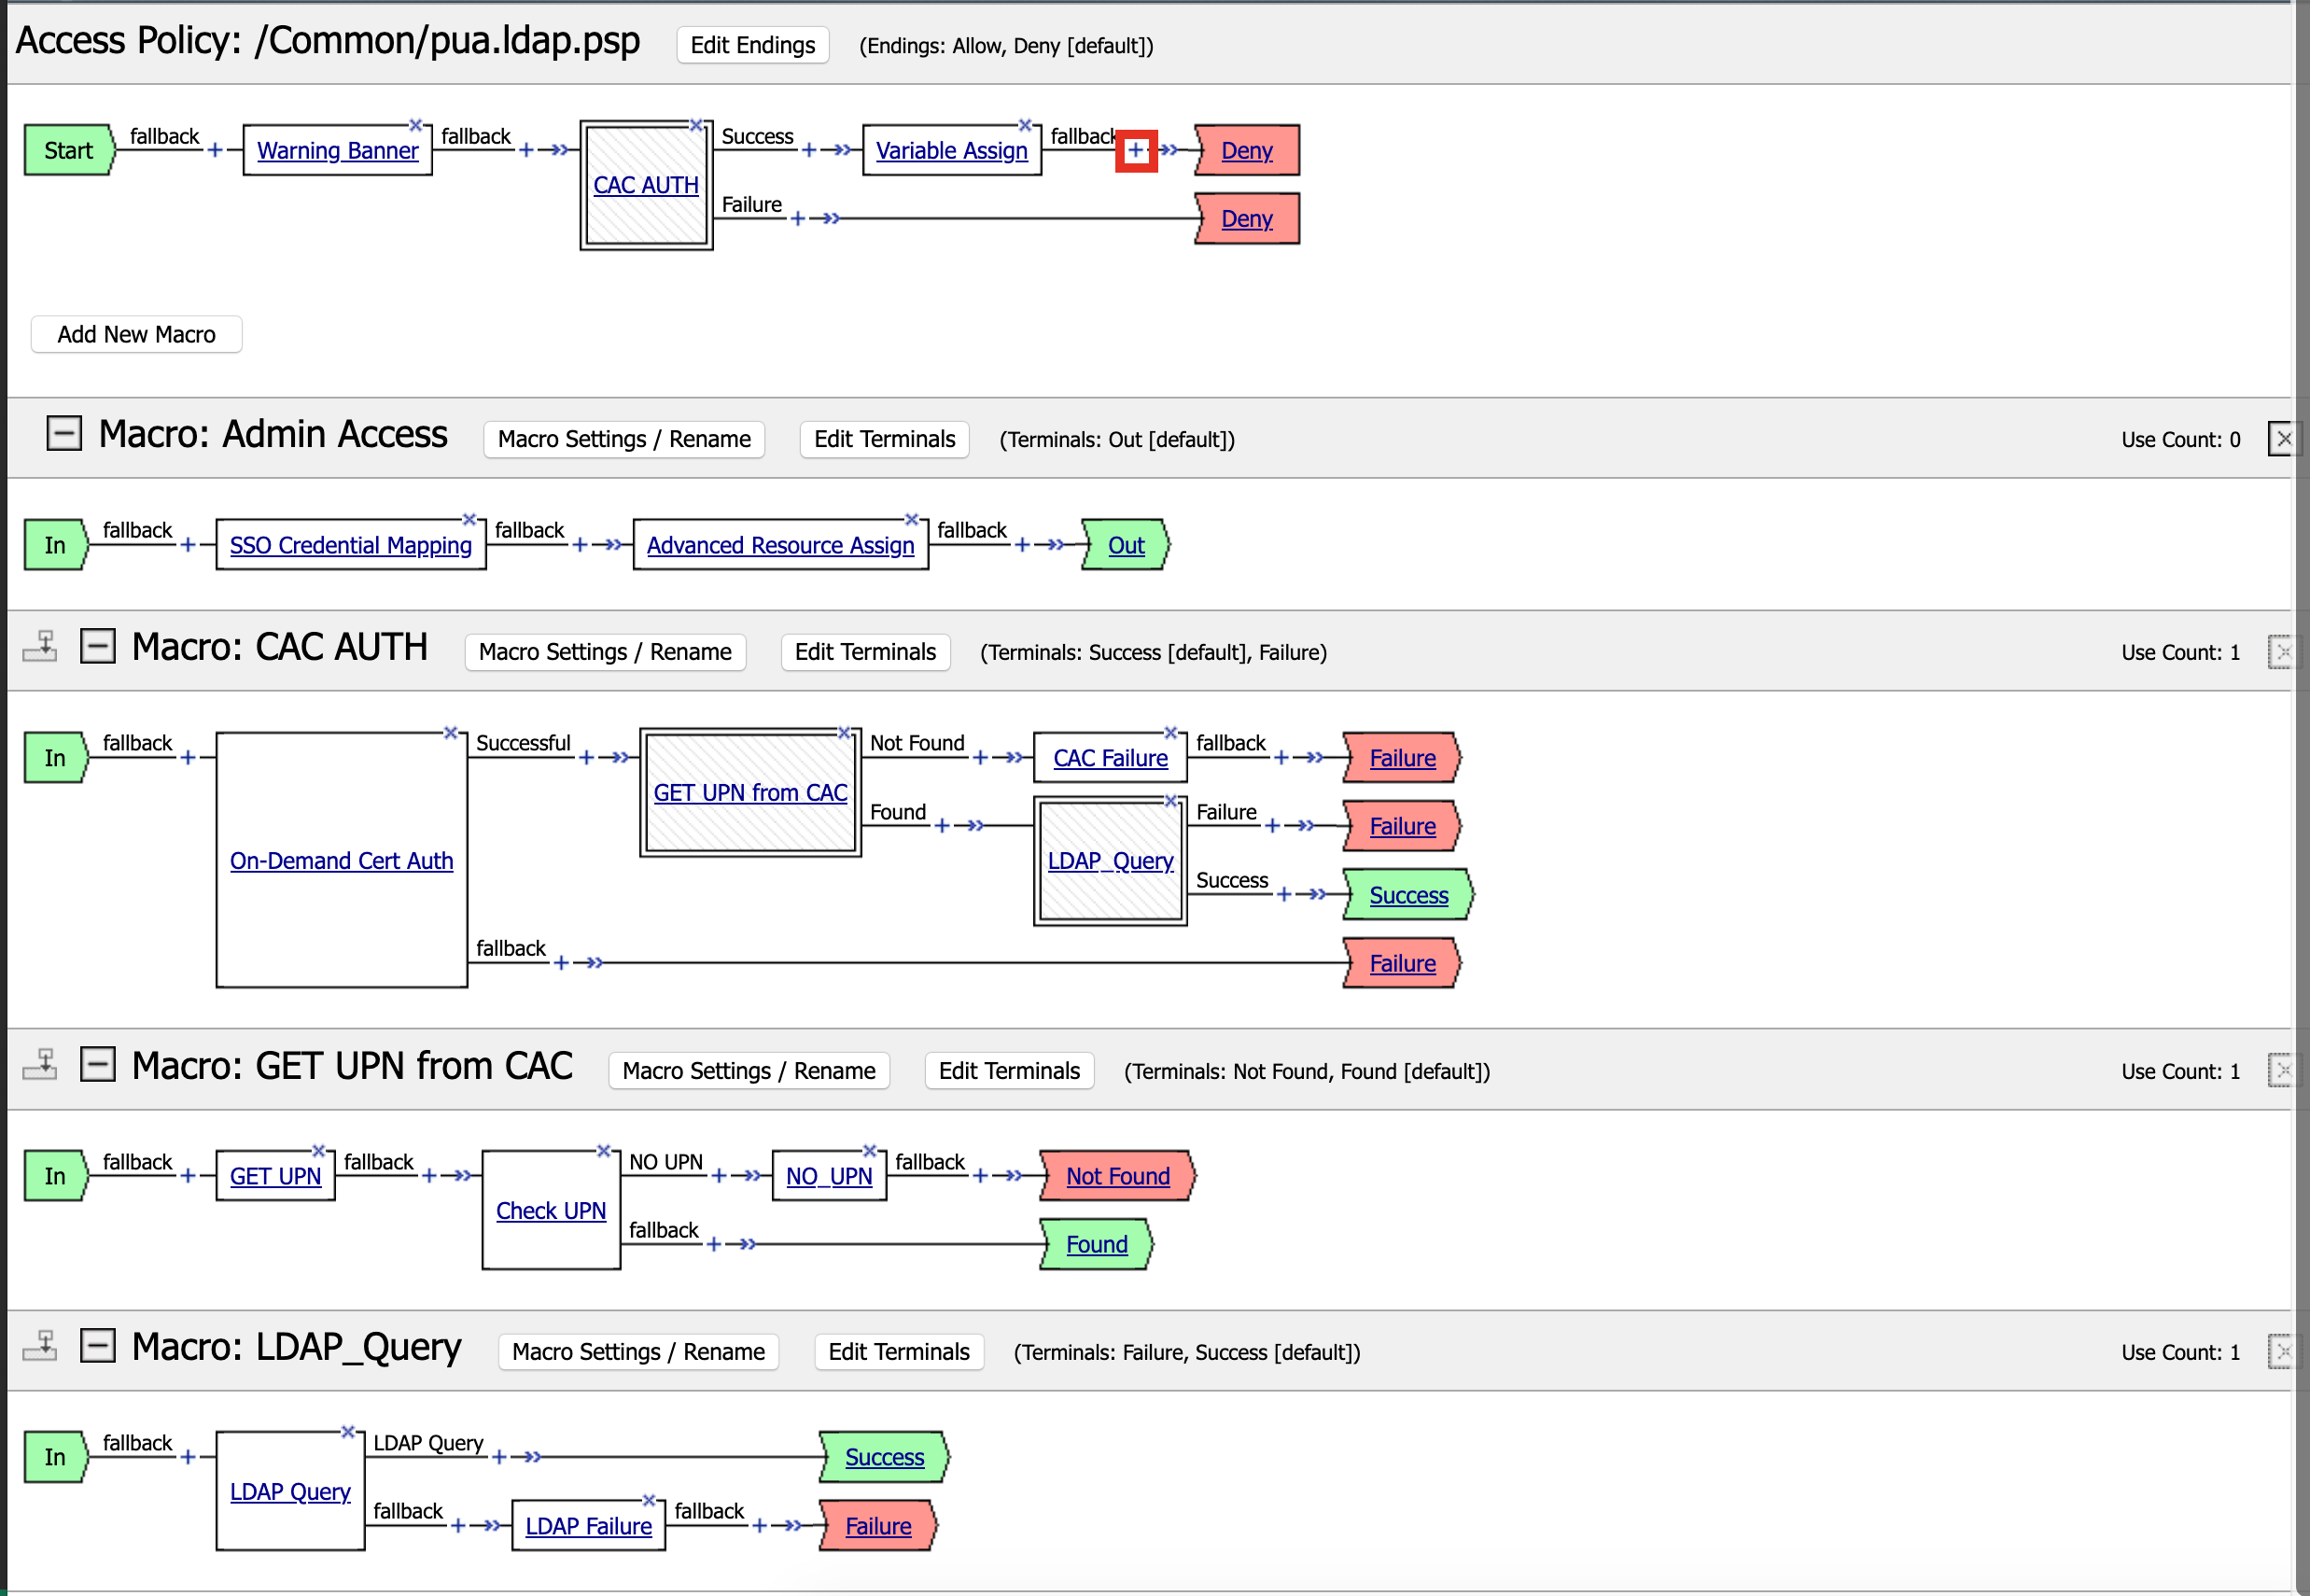 Access Policy: /Common/pua.ldap.psp Edit Endings (Endings: Allow, Deny [default])
Start fallback + Warning Banner fallback + CAC AUTH Success + Variable Assign fallback + Deny
Failure + Deny
Add New Macro
Macro: Admin Access Macro Settings / Rename Edit Terminals (Terminals: Out [default]) Use Count: 0
In fallback + SSO Credential Mapping fallback + Advanced Resource Assign fallback + Out
Macro: CAC AUTH Macro Settings / Rename Edit Terminals (Terminals: Success [default], Failure) Use Count: 1
In fallback + On-Demand Cert Auth Successful + GET UPN from CAC Not Found + CAC Failure fallback + Failure
Found + LDAP_Query Failure + Failure
Success + Success
fallback + Failure
Macro: GET UPN from CAC Macro Settings / Rename Edit Terminals (Terminals: Not Found, Found [default]) Use Count: 1
In fallback + GET UPN fallback + Check UPN NO UPN + NO_UPN fallback + Not Found
fallback + Found
Macro: LDAP_Query Macro Settings / Rename Edit Terminals (Terminals: Failure, Success [default]) Use Count: 1
In fallback + LDAP Query LDAP Query + Success
fallback + LDAP Failure fallback + Failure